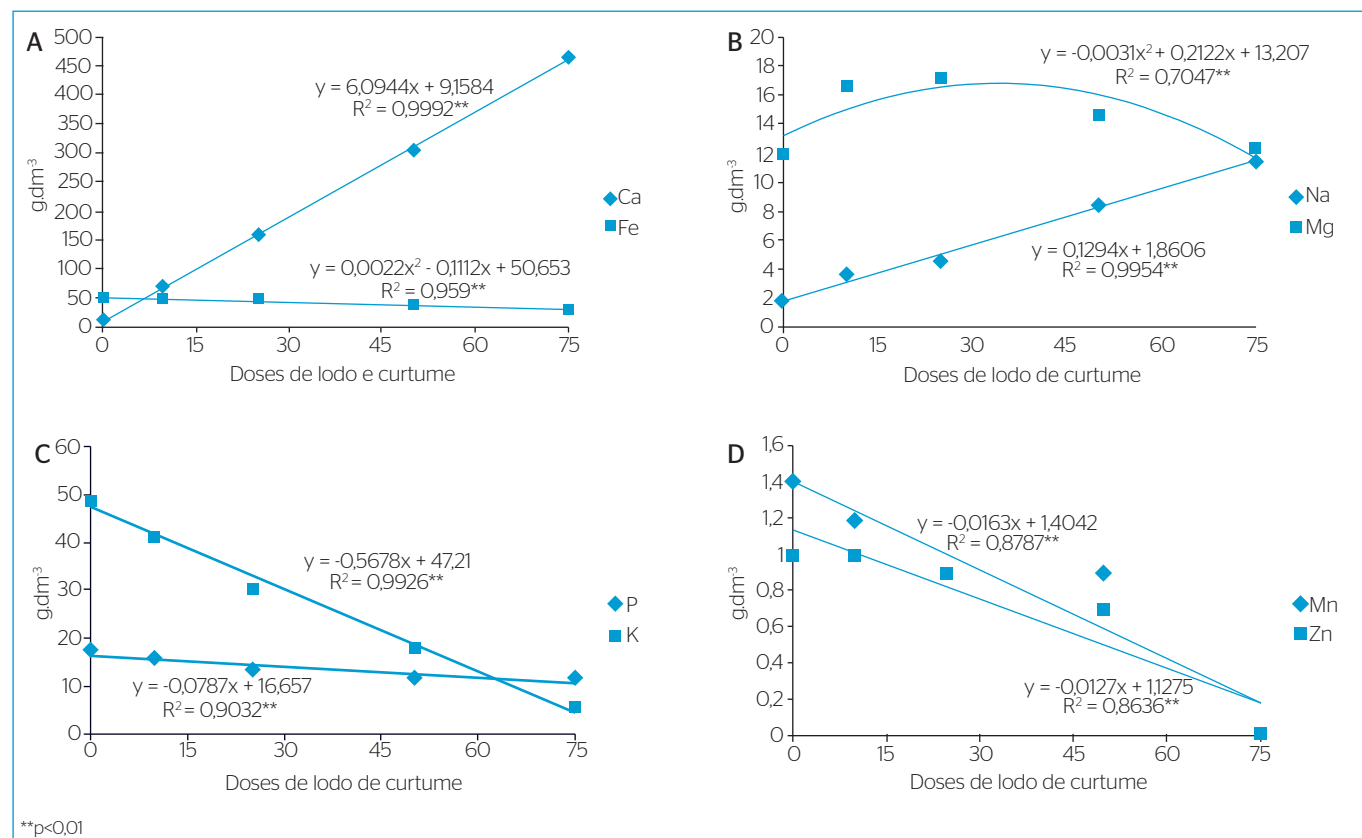 A
500
450
400
350
300
250
200
150
100
50
0
g.dm⁻³
y = 6,0944x + 9,1584
R² = 0,9992**
y = 0,0022x² - 0,1112x + 50,653
R² = 0,959**
Ca
Fe
0 15 30 45 60 75
Doses de lodo e curtume
B
20
18
16
14
12
10
8
6
4
2
0
g.dm⁻³
y = -0,0031x² + 0,2122x + 13,207
R² = 0,7047**
y = 0,1294x + 1,8606
R² = 0,9954**
Na
Mg
0 15 30 45 60 75
Doses de lodo de curtume
C
60
50
40
30
20
10
0
g.dm⁻³
y = -0,5678x + 47,21
R² = 0,9926**
y = -0,0787x + 16,657
R² = 0,9032**
P
K
0 15 30 45 60 75
Doses de lodo de curtume
D
1,6
1,4
1,2
1
0,8
0,6
0,4
0,2
0
g.dm⁻³
y = -0,0163x + 1,4042
R² = 0,8787**
y = -0,0127x + 1,1275
R² = 0,8636**
Mn
Zn
0 15 30 45 60 75
Doses de lodo de curtume
**p<0,01